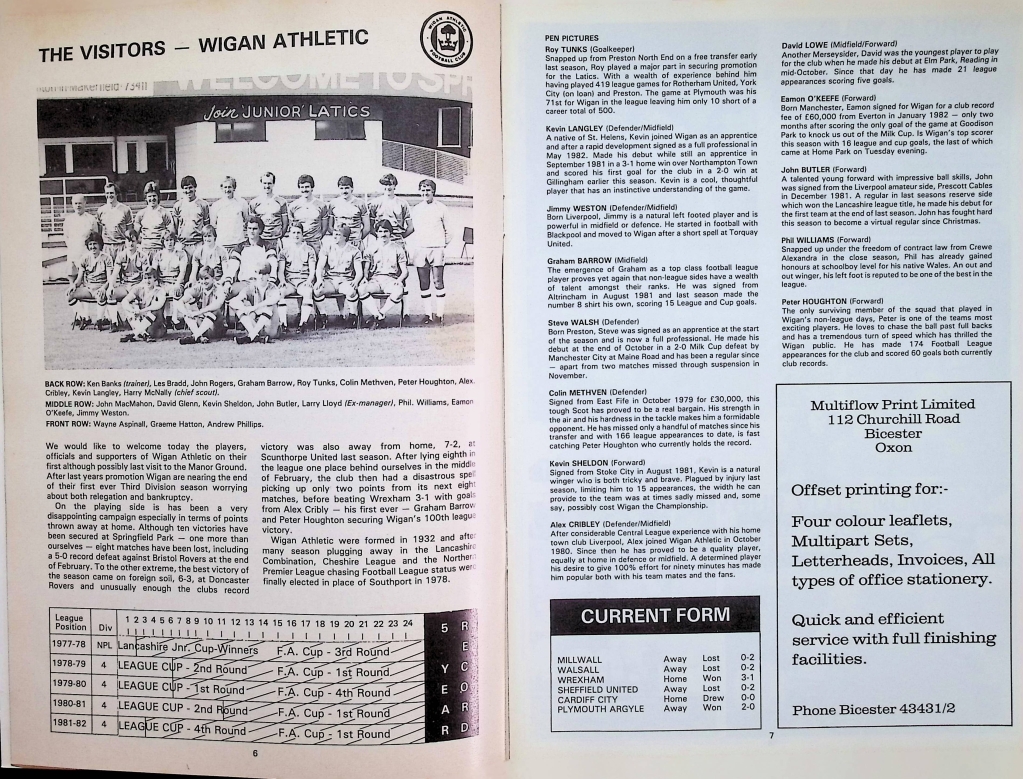 THE VISITORS — WIGAN ATHLETIC
WIGAN ATHLETIC
FOOTBALL CLUB
WELCOME TO SPR
Join JUNIOR LATICS
BACK ROW: Ken Banks (trainer), Les Bradd, John Rogers, Graham Barrow, Roy Tunks, Colin Methven, Peter Houghton, Alex.
Cribley, Kevin Langley, Harry McNally (chief scout).
MIDDLE ROW: John MacMahon, David Glenn, Kevin Sheldon, John Butler, Larry Lloyd (Ex-manager), Phil. Williams, Eamon
O'Keefe, Jimmy Weston.
FRONT ROW: Wayne Aspinall, Graeme Hatton, Andrew Phillips.
We would like to welcome today the players,
officials and supporters of Wigan Athletic on their
first although possibly last visit to the Manor Ground.
After last years promotion Wigan are nearing the end
of their first ever Third Division season worrying
about both relegation and bankruptcy.
On the playing side is has been a very
disappointing campaign especially in terms of points
thrown away at home. Although ten victories have
been secured at Springfield Park — one more than
ourselves — eight matches have been lost, including
a 5-0 record defeat against Bristol Rovers at the end
of February. To the other extreme, the best victory of
the season came on foreign soil, 6-3, at Doncaster
Rovers and unusually enough the clubs record
victory was also away from home, 7-2, at
Scunthorpe United last season. After lying eighth in
the league one place behind ourselves in the middle
of February, the club then had a disastrous spell
picking up only two points from its next eight
matches, before beating Wrexham 3-1 with goals
from Alex Cribly — his first ever — Graham Barrow
and Peter Houghton securing Wigan's 100th league
victory.
Wigan Athletic were formed in 1932 and after
many season plugging away in the Lancashire
Combination, Cheshire League and the Northern
Premier League chasing Football League status were
finally elected in place of Southport in 1978.
League Position Div 1 2 3 4 5 6 7 8 9 10 11 12 13 14 15 16 17 18 19 20 21 22 23 24
1977-78 NPL Lancashire Jnr. Cup-Winners F.A. Cup - 3rd Round
1978-79 4 LEAGUE CUP - 2nd Round F.A. Cup - 1st Round
1979-80 4 LEAGUE CUP - 1st Round F.A. Cup - 4th Round
1980-81 4 LEAGUE CUP - 2nd Round F.A. Cup - 1st Round
1981-82 4 LEAGUE CUP - 4th Round F.A. Cup - 1st Round
5 YEAR
RECORD
6
PEN PICTURES
Roy TUNKS (Goalkeeper)
Snapped up from Preston North End on a free transfer early
last season, Roy played a major part in securing promotion
for the Latics. With a wealth of experience behind him
having played 419 league games for Rotherham United, York
City (on loan) and Preston. The game at Plymouth was his
71st for Wigan in the league leaving him only 10 short of a
career total of 500.
Kevin LANGLEY (Defender/Midfield)
A native of St. Helens, Kevin joined Wigan as an apprentice
and after a rapid development signed as a full professional in
May 1982. Made his debut while still an apprentice in
September 1981 in a 3-1 home win over Northampton Town
and scored his first goal for the club in a 2-0 win at
Gillingham earlier this season. Kevin is a cool, thoughtful
player that has an instinctive understanding of the game.
Jimmy WESTON (Defender/Midfield)
Born Liverpool, Jimmy is a natural left footed player and is
powerful in midfield or defence. He started in football with
Blackpool and moved to Wigan after a short spell at Torquay
United.
Graham BARROW (Midfield)
The emergence of Graham as a top class football league
player proves yet again that non-league sides have a wealth
of talent amongst their ranks. He was signed from
Altrincham in August 1981 and last season made the
number 8 shirt his own, scoring 15 League and Cup goals.
Steve WALSH (Defender)
Born Preston, Steve was signed as an apprentice at the start
of the season and is now a full professional. He made his
debut at the end of October in a 2-0 Milk Cup defeat by
Manchester City at Maine Road and has been a regular since
— apart from two matches missed through suspension in
November.
Colin METHVEN (Defender)
Signed from East Fife in October 1979 for £30,000, this
tough Scot has proved to be a real bargain. His strength in
the air and his hardness in the tackle makes him a formidable
opponent. He has missed only a handful of matches since his
transfer and with 166 league appearances to date, is fast
catching Peter Houghton who currently holds the record.
Kevin SHELDON (Forward)
Signed from Stoke City in August 1981, Kevin is a natural
winger who is both tricky and brave. Plagued by injury last
season, limiting him to 15 appearances, the width he can
provide to the team was at times sadly missed and, some
say, possibly cost Wigan the Championship.
Alex CRIBLEY (Defender/Midfield)
After considerable Central League experience with his home
town club Liverpool, Alex joined Wigan Athletic in October
1980. Since then he has proved to be a quality player,
equally at home in defence or midfield. A determined player
his desire to give 100% effort for ninety minutes has made
him popular both with his team mates and the fans.
CURRENT FORM
MILLWALL Away Lost 0-2
WALSALL Away Lost 0-2
WREXHAM Home Won 3-1
SHEFFIELD UNITED Away Lost 0-2
CARDIFF CITY Home Drew 0-0
PLYMOUTH ARGYLE Away Won 2-0
David LOWE (Midfield/Forward)
Another Merseysider, David was the youngest player to play
for the club when he made his debut at Elm Park, Reading in
mid-October. Since that day he has made 21 league
appearances scoring five goals.
Eamon O'KEEFE (Forward)
Born Manchester, Eamon signed for Wigan for a club record
fee of £60,000 from Everton in January 1982 — only two
months after scoring the only goal of the game at Goodison
Park to knock us out of the Milk Cup. Is Wigan's top scorer
this season with 16 league and cup goals, the last of which
came at Home Park on Tuesday evening.
John BUTLER (Forward)
A talented young forward with impressive ball skills, John
was signed from the Liverpool amateur side, Prescott Cables
in December 1981. A regular in last seasons reserve side
which won the Lancashire league title, he made his debut for
the first team at the end of last season. John has fought hard
this season to become a virtual regular since Christmas.
Phil WILLIAMS (Forward)
Snapped up under the freedom of contract law from Crewe
Alexandra in the close season, Phil has already gained
honours at schoolboy level for his native Wales. An out and
out winger, his left foot is reputed to be one of the best in the
league.
Peter HOUGHTON (Forward)
The only surviving member of the squad that played in
Wigan's non-league days, Peter is one of the teams most
exciting players. He loves to chase the ball past full backs
and has a tremendous turn of speed which has thrilled the
Wigan public. He has made 174 Football League
appearances for the club and scored 60 goals both currently
club records.
Multiflow Print Limited
112 Churchill Road
Bicester
Oxon
Offset printing for:-
Four colour leaflets,
Multipart Sets,
Letterheads, Invoices, All
types of office stationery.
Quick and efficient
service with full finishing
facilities.
Phone Bicester 43431/2
7